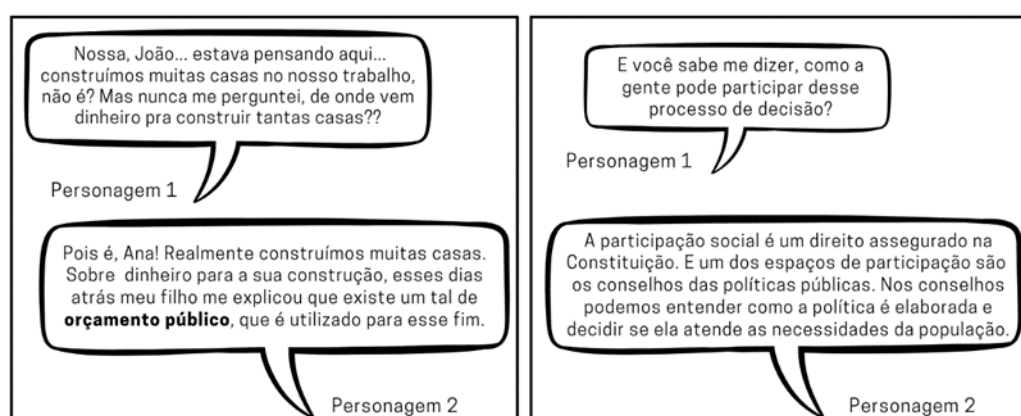 Nossa, João... estava pensando aqui...
construímos muitas casas no nosso trabalho,
não é? Mas nunca me perguntei, de onde vem
dinheiro pra construir tantas casas??
Personagem 1
Pois é, Ana! Realmente construímos muitas casas.
Sobre dinheiro para a sua construção, esses dias
atrás meu filho me explicou que existe um tal de
orçamento público, que é utilizado para esse fim.
Personagem 2
E você sabe me dizer, como a
gente pode participar desse
processo de decisão?
Personagem 1
A participação social é um direito assegurado na
Constituição. E um dos espaços de participação são
os conselhos das políticas públicas. Nos conselhos
podemos entender como a política é elaborada e
decidir se ela atende as necessidades da população.
Personagem 2